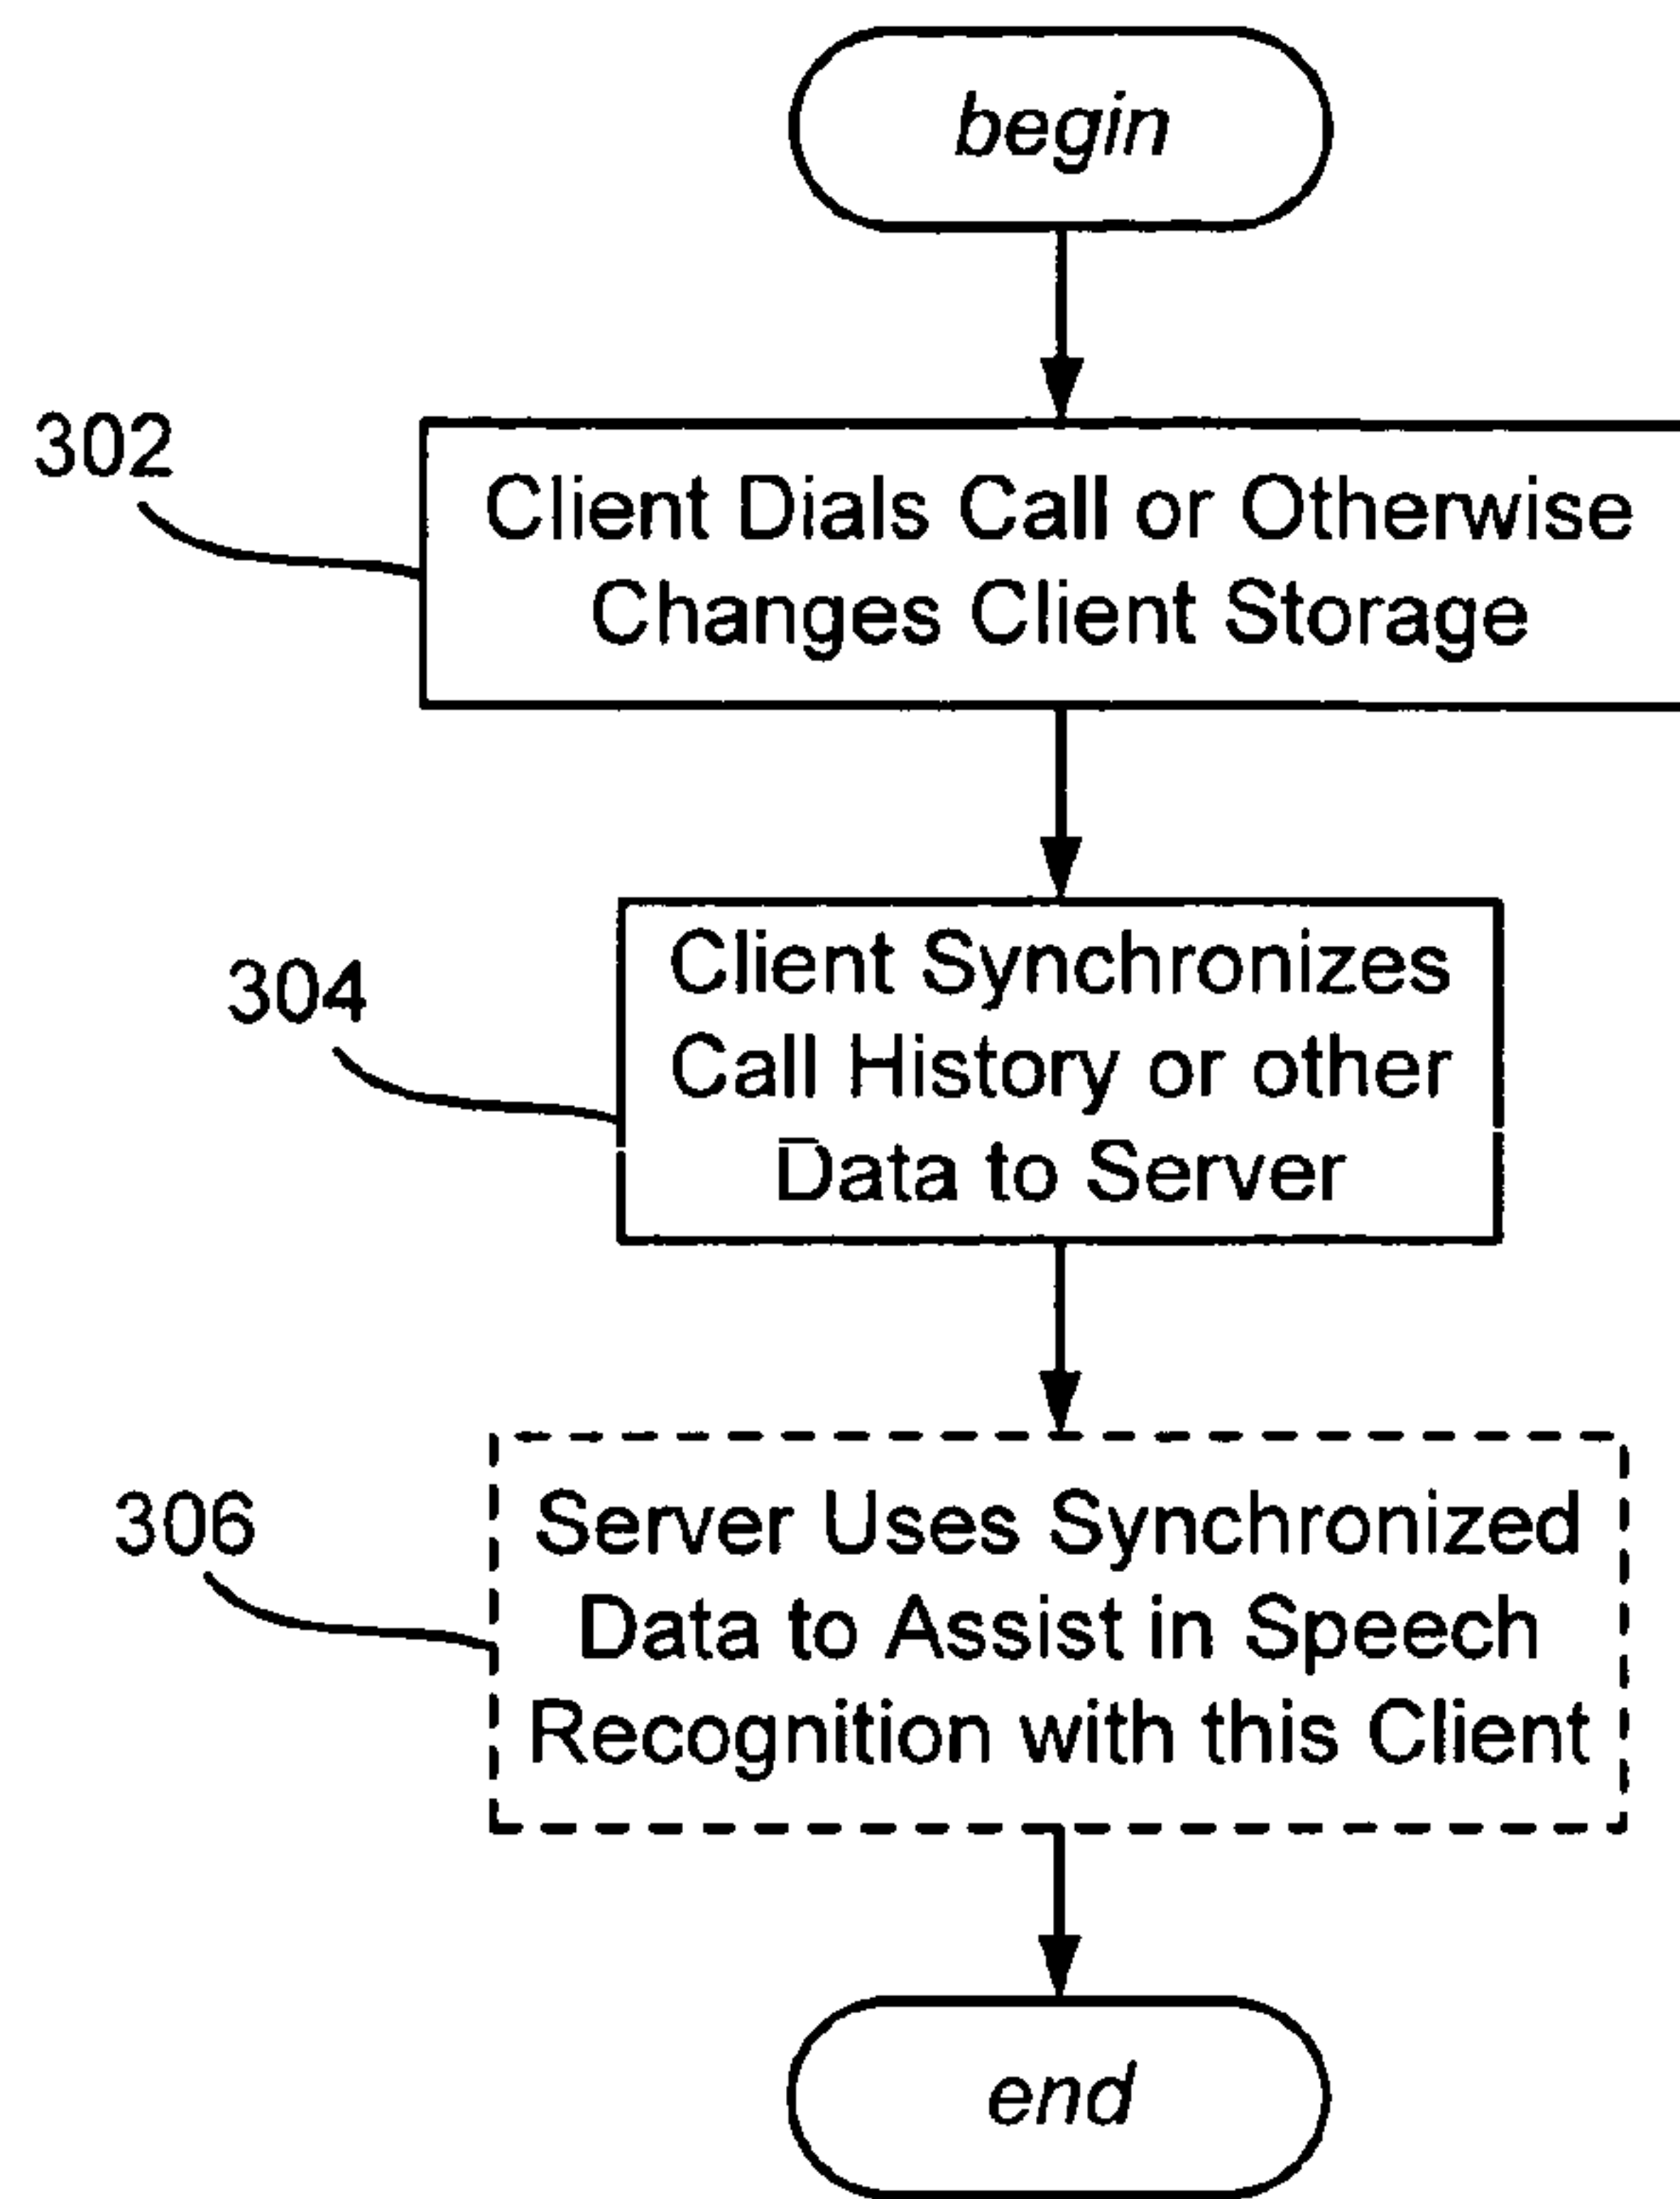 begin
302
Client Dials Call or Otherwise
Changes Client Storage
304
Client Synchronizes
Call History or other
Data to Server
306
Server Uses Synchronized
Data to Assist in Speech
Recognition with this Client
end